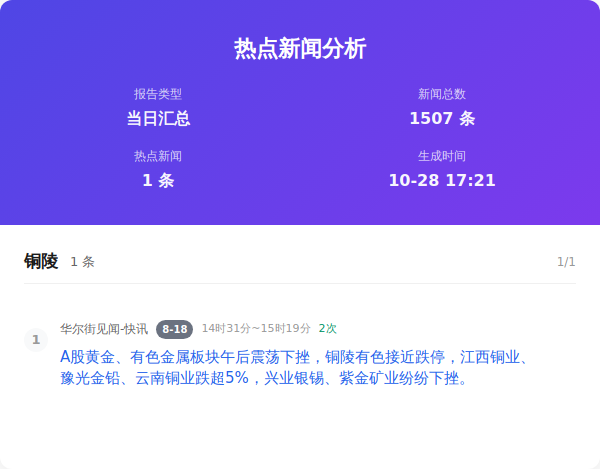 热点新闻分析
报告类型
新闻总数
当日汇总
1507 条
热点新闻
生成时间
1 条
10-28 17:21
铜陵 1 条 1/1
1
华尔街见闻-快讯 8-18 14时31分~15时19分 2次
A股黄金、有色金属板块午后震荡下挫，铜陵有色接近跌停，江西铜业、
豫光金铅、云南铜业跌超5%，兴业银锡、紫金矿业纷纷下挫。